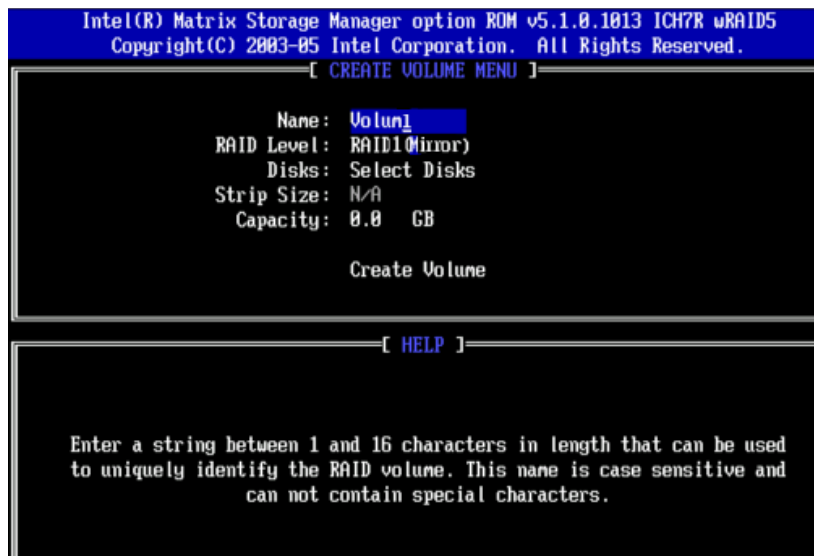 Intel(R) Matrix Storage Manager option ROM v5.1.0.1013 ICH7R wRAID5
Copyright(C) 2003-05 Intel Corporation. All Rights Reserved.
[ CREATE VOLUME MENU ]
Name: Volum1
RAID Level: RAID1(Mirror)
Disks: Select Disks
Strip Size: N/A
Capacity: 0.0 GB
Create Volume
[ HELP ]
Enter a string between 1 and 16 characters in length that can be used
to uniquely identify the RAID volume. This name is case sensitive and
can not contain special characters.